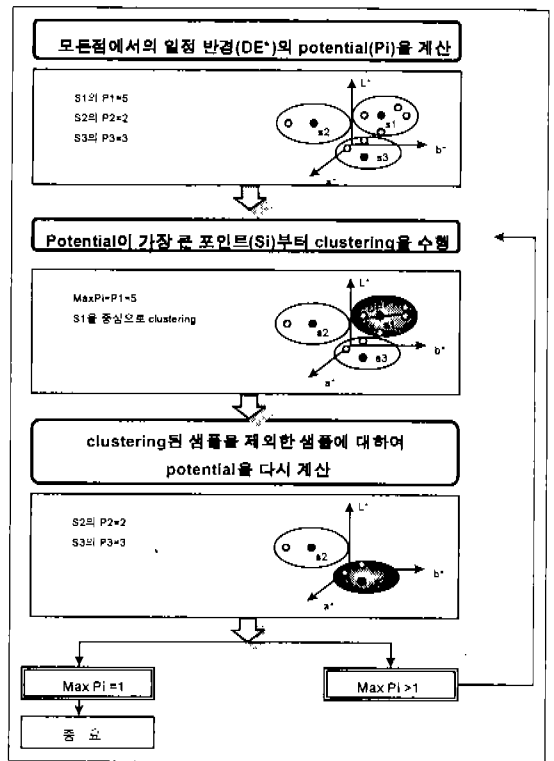 모든점에서의 일정 반경(DE*)의 potential(Pi)을 계산
S1의 P1=5
S2의 P2=2
S3의 P3=3
L*
s1
s2
s3
b*
a*
Potential이 가장 큰 포인트(Si)부터 clustering을 수행
MaxPi=P1=5
S1을 중심으로 clustering
L*
s1
s2
s3
b*
a*
clustering된 샘플을 제외한 샘플에 대하여
potential을 다시 계산
S2의 P2=2
S3의 P3=3
L*
s2
b*
a*
Max Pi =1
Max Pi >1
종 료